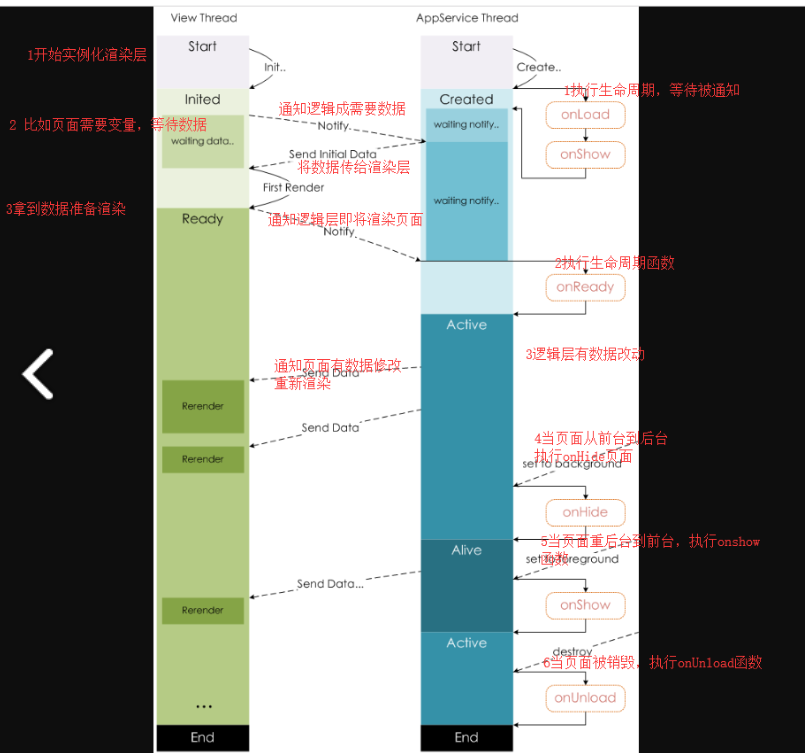 View Thread
AppService Thread
Start
Start
1开始实例化渲染层
Init..
Create..
1执行生命周期，等待被通知
Inited
Created
通知逻辑成需要数据
onLoad
2 比如页面需要变量，等待数据
Notify
waiting notify..
waiting data..
Send Initial Data
onShow
将数据传给渲染层
First Render
waiting notify..
3拿到数据准备渲染
Ready
通知逻辑层即将渲染页面
Notify
2执行生命周期函数
onReady
Active
3逻辑层有数据改动
通知页面有数据修改
Send Data
重新渲染
Rerender
Send Data
4当页面从前台到后台
执行onHide页面
Rerender
set to background
onHide
5当页面重后台到前台，执行onshow
函数
Alive
set to foreground
Send Data...
Rerender
onShow
Active
destroy
6当页面被销毁，执行onUnload函数
onUnload
...
End
End